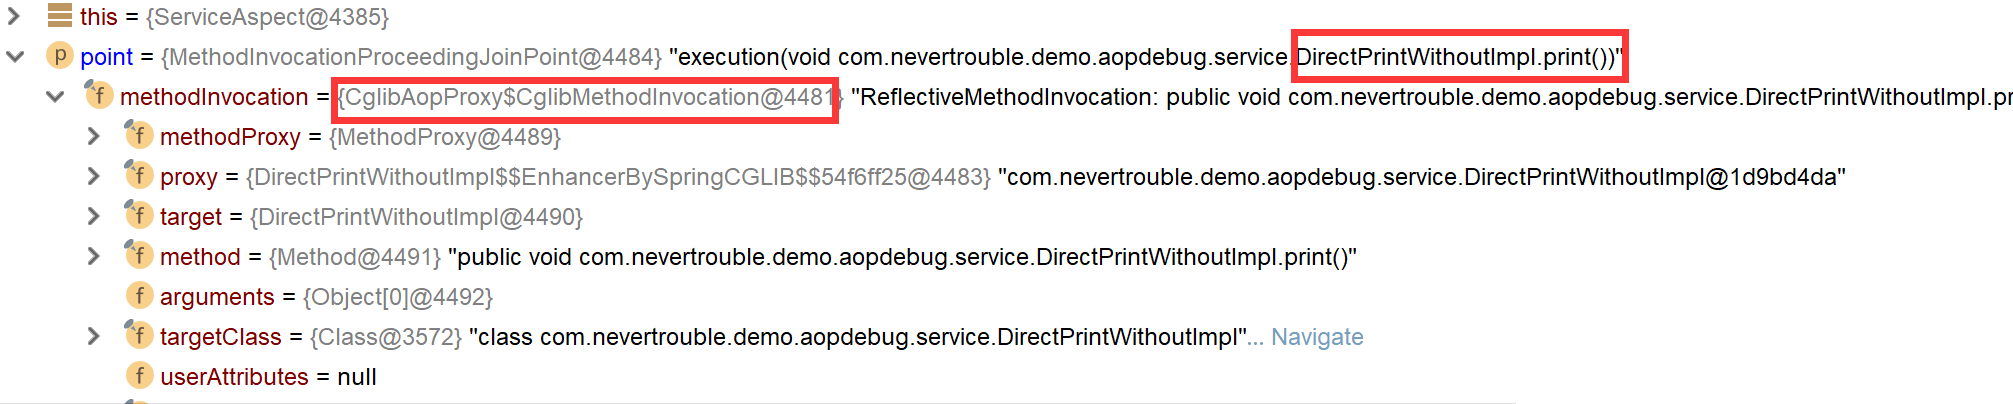 this = {ServiceAspect@4385}
p point = {MethodInvocationProceedingJoinPoint@4484} "execution(void com.nevertrouble.demo.aopdebug.service.DirectPrintWithoutImpl.print())"
f methodInvocation = {CglibAopProxy$CglibMethodInvocation@4481} "ReflectiveMethodInvocation: public void com.nevertrouble.demo.aopdebug.service.DirectPrintWithoutImpl.pr
f methodProxy = {MethodProxy@4489}
f proxy = {DirectPrintWithoutImpl$$EnhancerBySpringCGLIB$$54f6ff25@4483} "com.nevertrouble.demo.aopdebug.service.DirectPrintWithoutImpl@1d9bd4da"
f target = {DirectPrintWithoutImpl@4490}
f method = {Method@4491} "public void com.nevertrouble.demo.aopdebug.service.DirectPrintWithoutImpl.print()"
f arguments = {Object[0]@4492}
f targetClass = {Class@3572} "class com.nevertrouble.demo.aopdebug.service.DirectPrintWithoutImpl"... Navigate
f userAttributes = null